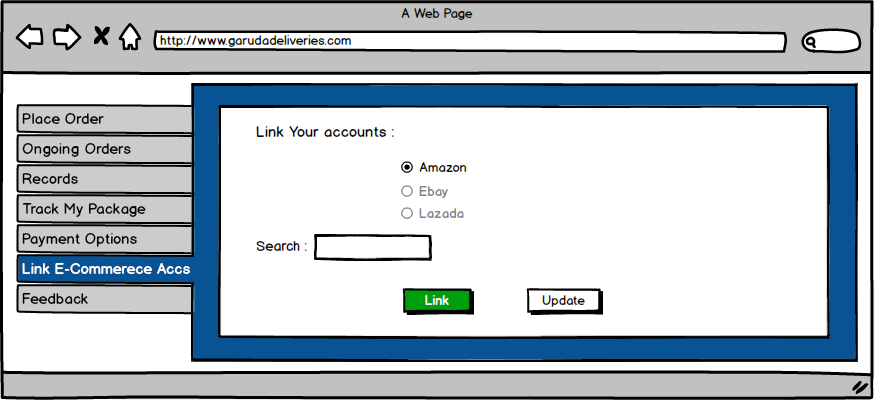 A Web Page
http://www.garudadeliveries.com
Place Order
Ongoing Orders
Records
Track My Package
Payment Options
Link E-Commerece Accs
Feedback
Link Your accounts :
Amazon
Ebay
Lazada
Search :
Link
Update